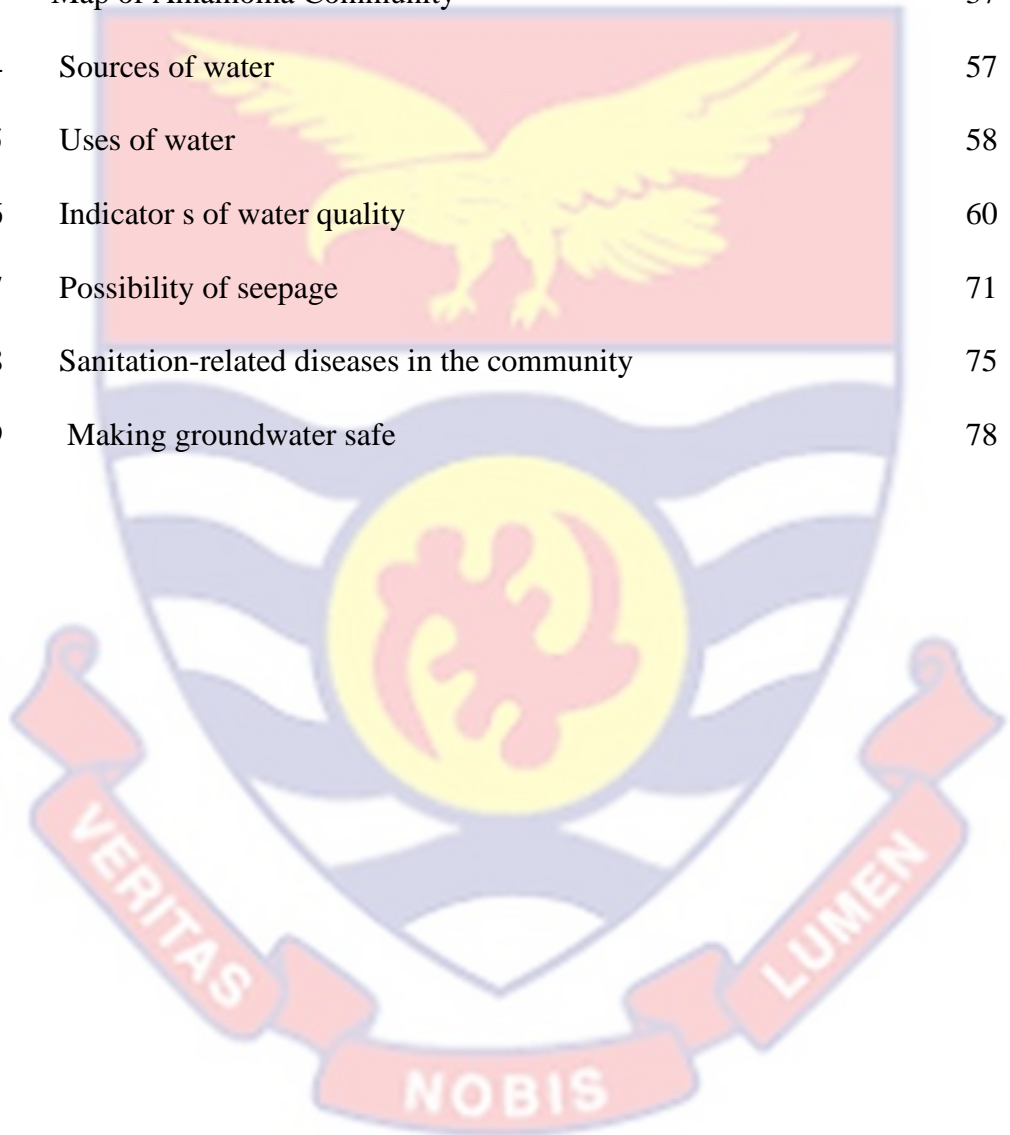 Sources of water 57
Uses of water 58
Indicator s of water quality 60
Possibility of seepage 71
Sanitation-related diseases in the community 75
Making groundwater safe 78
VERITAS
NOBIS
LUMEN